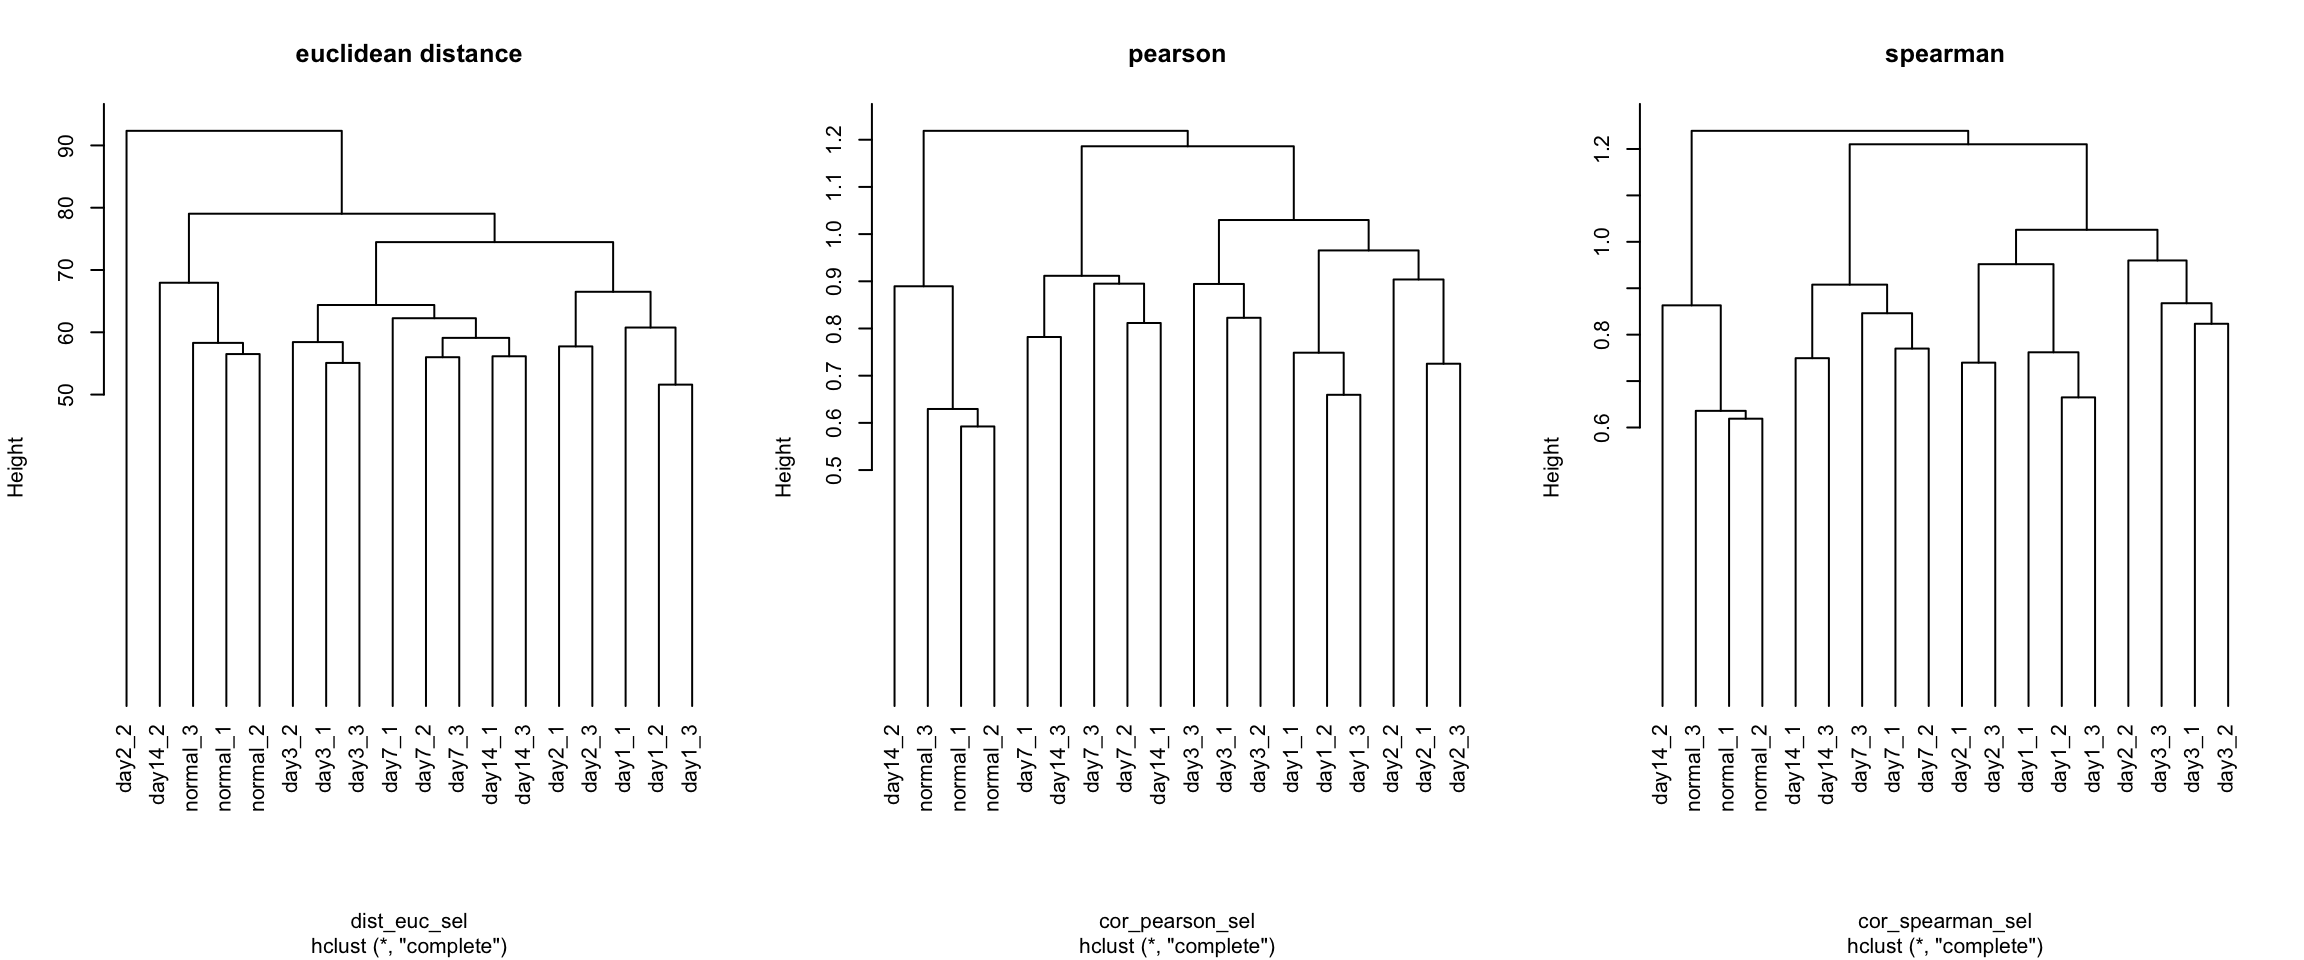 euclidean distance
90
80
70
60
50
Height
day2_2
day14_2
normal_3
normal_1
normal_2
day3_2
day3_1
day3_3
day7_1
day7_2
day7_3
day14_1
day14_3
day2_1
day2_3
day1_1
day1_2
day1_3
dist_euc_sel
hclust (*, "complete")
pearson
1.2
1.1
1.0
0.9
0.8
0.7
0.6
0.5
Height
day14_2
normal_3
normal_1
normal_2
day7_1
day14_3
day7_3
day7_2
day14_1
day3_3
day3_1
day3_2
day1_1
day1_2
day1_3
day2_2
day2_1
day2_3
cor_pearson_sel
hclust (*, "complete")
spearman
1.2
1.0
0.8
0.6
Height
day14_2
normal_3
normal_1
normal_2
day14_1
day14_3
day7_3
day7_1
day7_2
day2_1
day2_3
day1_1
day1_2
day1_3
day2_2
day3_3
day3_1
day3_2
cor_spearman_sel
hclust (*, "complete")